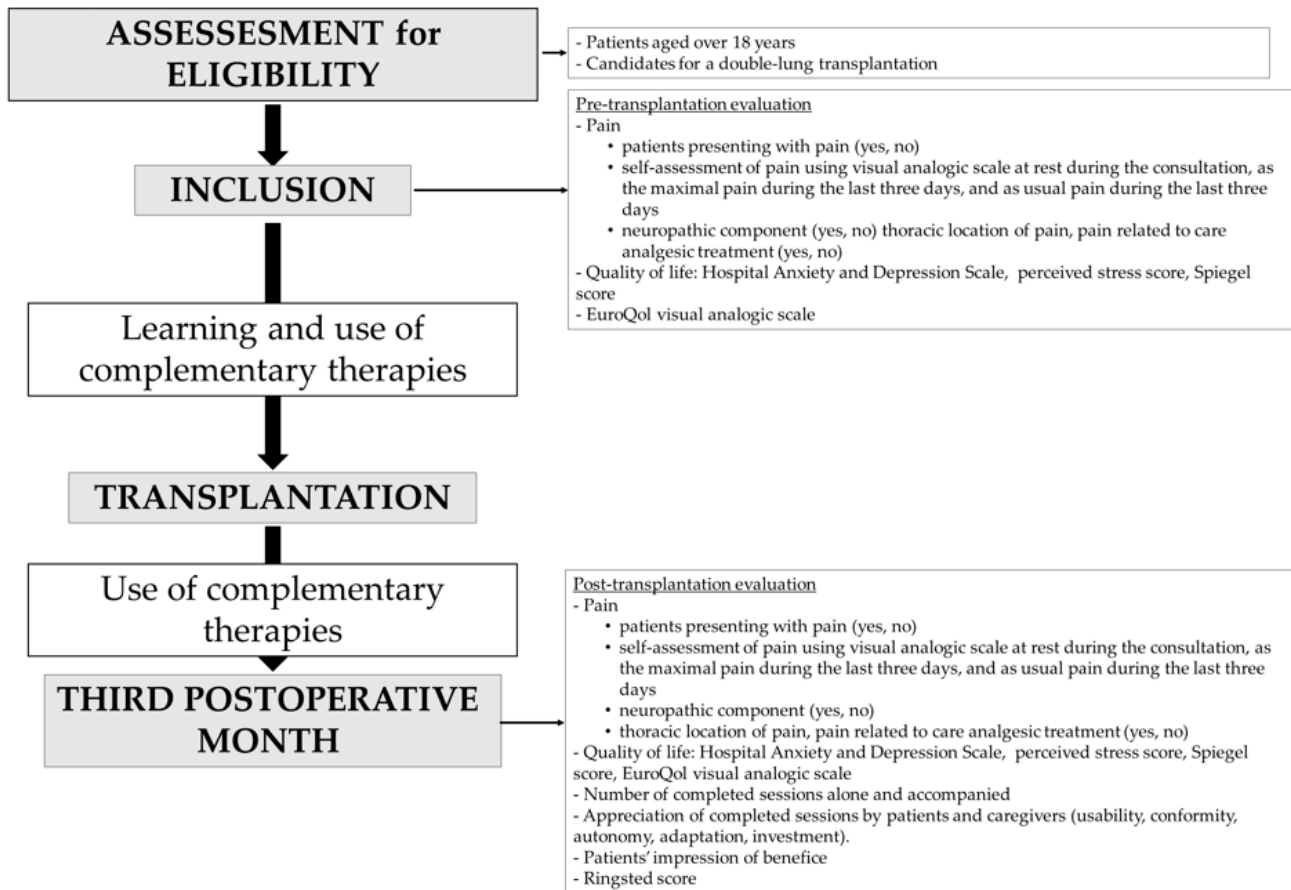 ASSESSESMENT for
ELIGIBILITY
- Patients aged over 18 years
- Candidates for a double-lung transplantation
INCLUSION
Pre-transplantation evaluation
- Pain
• patients presenting with pain (yes, no)
• self-assessment of pain using visual analogic scale at rest during the consultation, as
the maximal pain during the last three days, and as usual pain during the last three
days
• neuropathic component (yes, no) thoracic location of pain, pain related to care
analgesic treatment (yes, no)
- Quality of life: Hospital Anxiety and Depression Scale, perceived stress score, Spiegel
score
- EuroQol visual analogic scale
Learning and use of
complementary therapies
TRANSPLANTATION
Use of complementary
therapies
THIRD POSTOPERATIVE
MONTH
Post-transplantation evaluation
- Pain
• patients presenting with pain (yes, no)
• self-assessment of pain using visual analogic scale at rest during the consultation, as
the maximal pain during the last three days, and as usual pain during the last three
days
• neuropathic component (yes, no)
• thoracic location of pain, pain related to care analgesic treatment (yes, no)
- Quality of life: Hospital Anxiety and Depression Scale, perceived stress score, Spiegel
score, EuroQol visual analogic scale
- Number of completed sessions alone and accompanied
- Appreciation of completed sessions by patients and caregivers (usability, conformity,
autonomy, adaptation, investment).
- Patients' impression of benefice
- Ringsted score